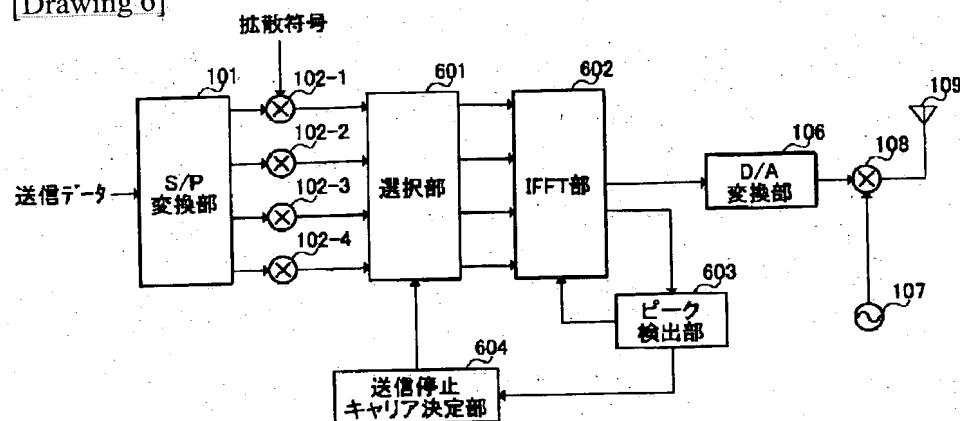 [Drawing 6]
拡散符号
101
102-1
601
602
109
102-2
106
108
送信データ
S/P
変換部
102-3
選択部
IFFT部
D/A
変換部
102-4
603
107
ピーク
検出部
604
送信停止
キャリア決定部